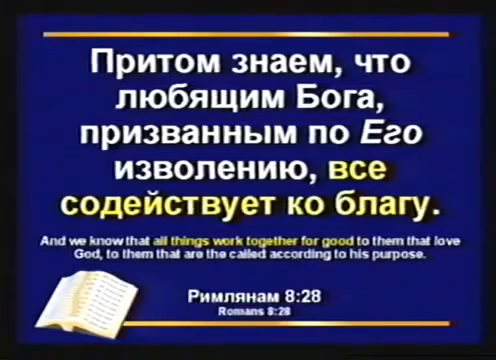 Притом знаем, что
любящим Бога,
призванным по Его
изволению, все
содействует ко благу.
And we know that all things work together for good to them that love
God, to them that are the called according to his purpose.
Римлянам 8:28
Romans 8:28